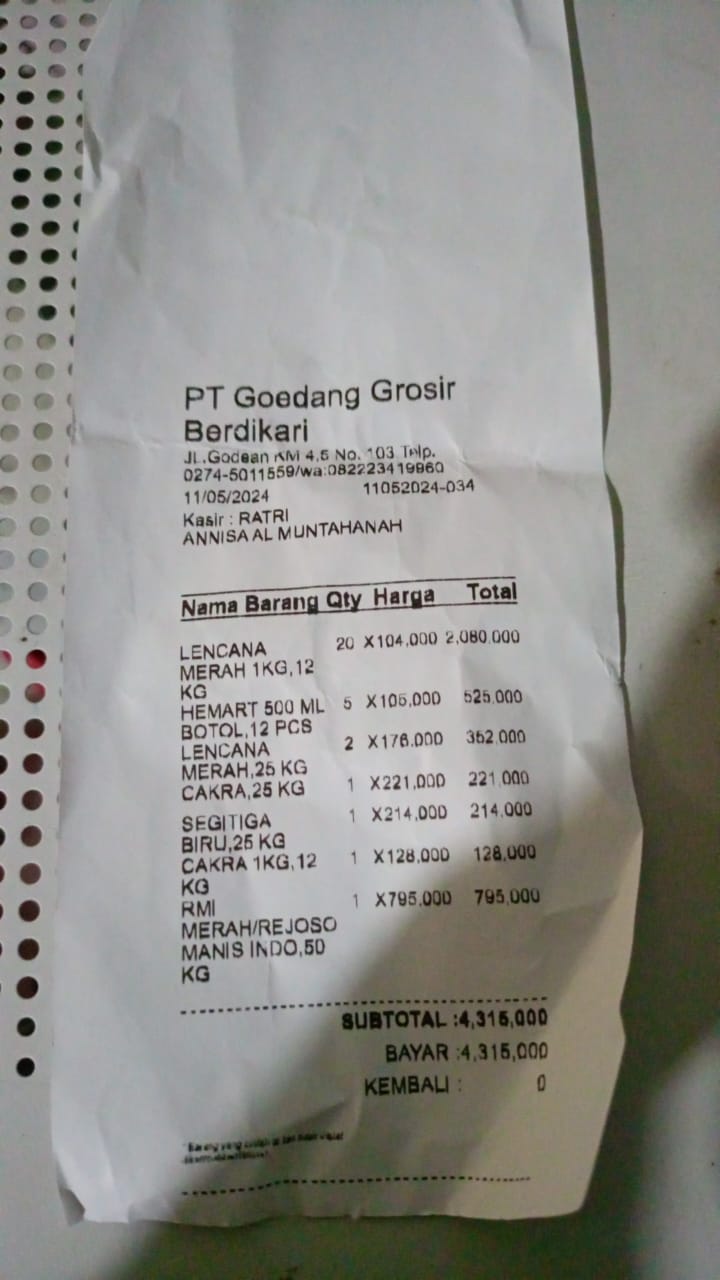 PT Goedang Grosir
Berdikari
JL.Godean KM 4,5 No. 103 Telp.
0274-5011559/wa:082223419860
11/05/2024 11052024-034
Kasir : RATRI
ANNISA AL MUNTAHANAH
Nama Barang Qty Harga Total
LENCANA 20 X104,000 2,080,000
MERAH 1KG,12
KG
HEMART 500 ML 5 X105,000 525,000
BOTOL,12 PCS
LENCANA 2 X176,000 352,000
MERAH,25 KG
CAKRA,25 KG 1 X221,000 221,000
SEGITIGA 1 X214,000 214,000
BIRU,25 KG
CAKRA 1KG,12 1 X128,000 128,000
KG
RMI 1 X795,000 795,000
MERAH/REJOSO
MANIS INDO,50
KG
SUBTOTAL :4,315,000
BAYAR :4,315,000
KEMBALI : 0
*Barang yang